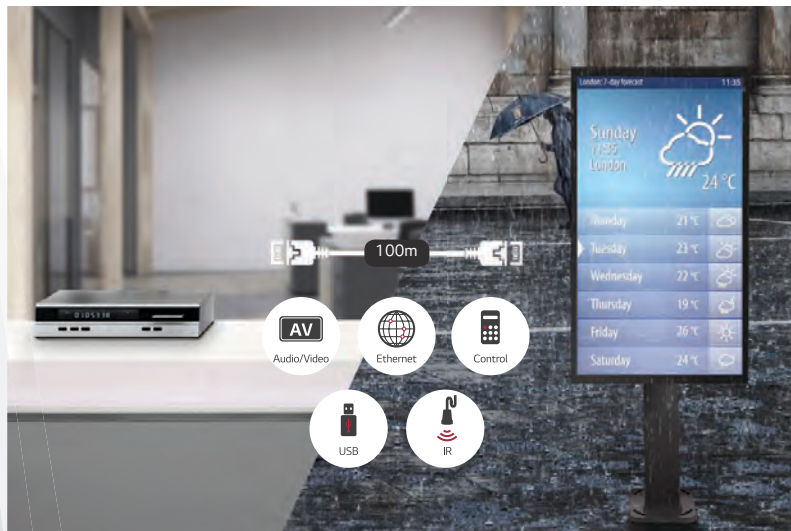 London: 7-day forecast 11:35
Sunday
11:35
London
24 °C
Monday 21 °C
Tuesday 23 °C
Wednesday 22 °C
Thursday 19 °C
Friday 26 °C
Saturday 24 °C
100m
0105338
AV
Audio/Video
Ethernet
Control
USB
IR